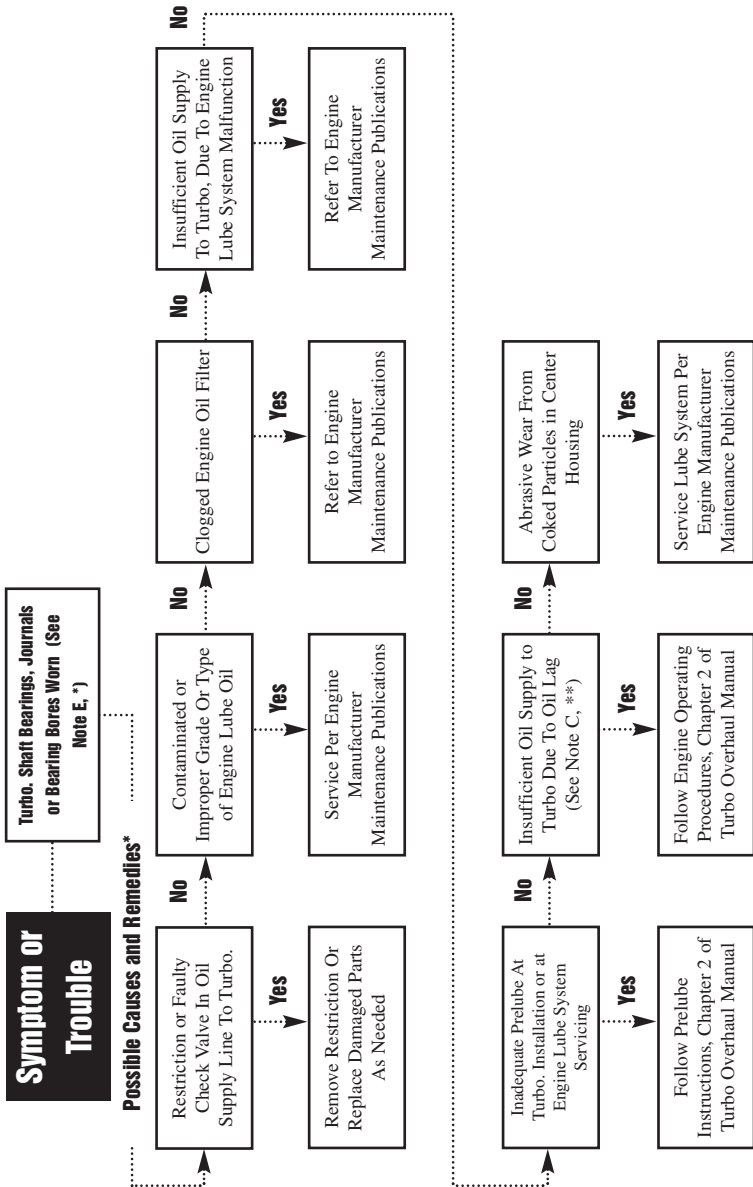 Symptom or
Trouble
Turbo. Shaft Bearings, Journals
or Bearing Bores Worn (See
Note E, *)
Possible Causes and Remedies*
Restriction or Faulty
Check Valve In Oil
Supply Line To Turbo.
Yes
Remove Restriction Or
Replace Damaged Parts
As Needed
No
Contaminated or
Improper Grade Or Type
of Engine Lube Oil
Yes
Service Per Engine
Manufacturer
Maintenance Publications
No
Clogged Engine Oil Filter
Yes
Refer to Engine
Manufacturer
Maintenance Publications
No
Insufficient Oil Supply
To Turbo, Due To Engine
Lube System Malfunction
Yes
Refer To Engine
Manufacturer
Maintenance Publications
No
Inadequate Prelube At
Turbo. Installation or at
Engine Lube System
Servicing
Yes
Follow Prelube
Instructions, Chapter 2 of
Turbo Overhaul Manual
No
Insufficient Oil Supply to
Turbo Due To Oil Lag
(See Note C, **)
Yes
Follow Engine Operating
Procedures, Chapter 2 of
Turbo Overhaul Manual
No
Abrasive Wear From
Coked Particles in Center
Housing
Yes
Service Lube System Per
Engine Manufacturer
Maintenance Publications